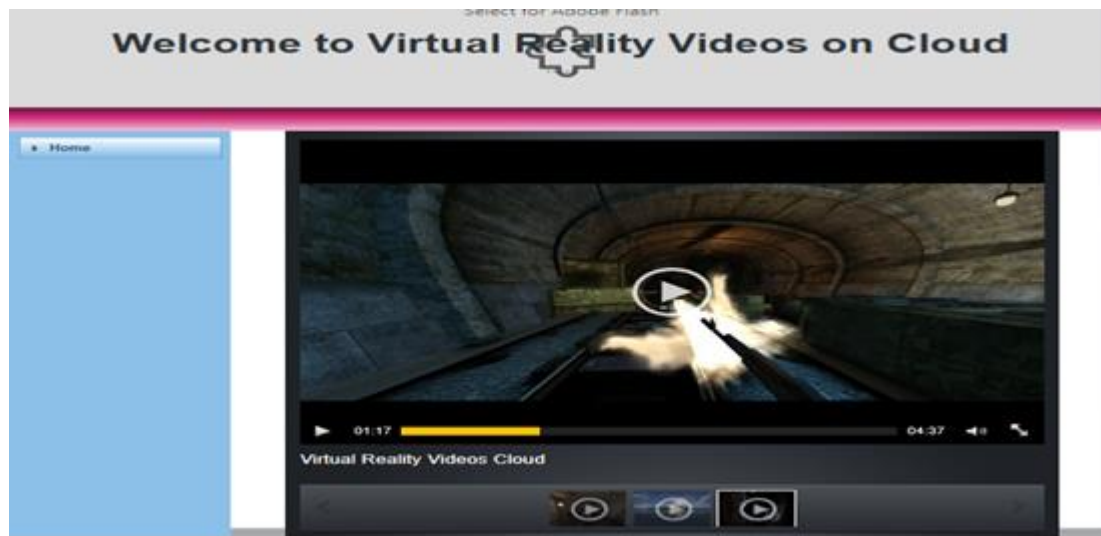 Select for Adobe Flash
Welcome to Virtual Reality Videos on Cloud
Home
01:17
04:37
Virtual Reality Videos Cloud